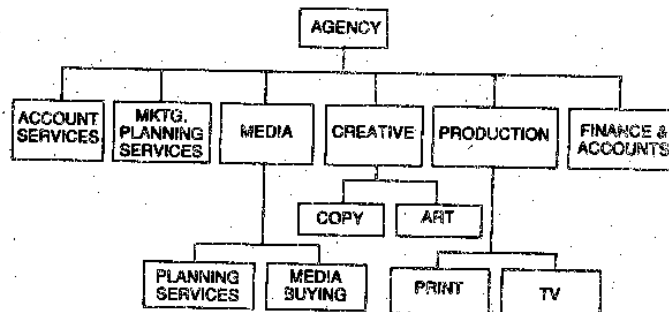 AGENCY
ACCOUNT
SERVICES
MKTG.
PLANNING
SERVICES
MEDIA
CREATIVE
PRODUCTION
FINANCE &
ACCOUNTS
COPY
ART
PLANNING
SERVICES
MEDIA
BUYING
PRINT
TV